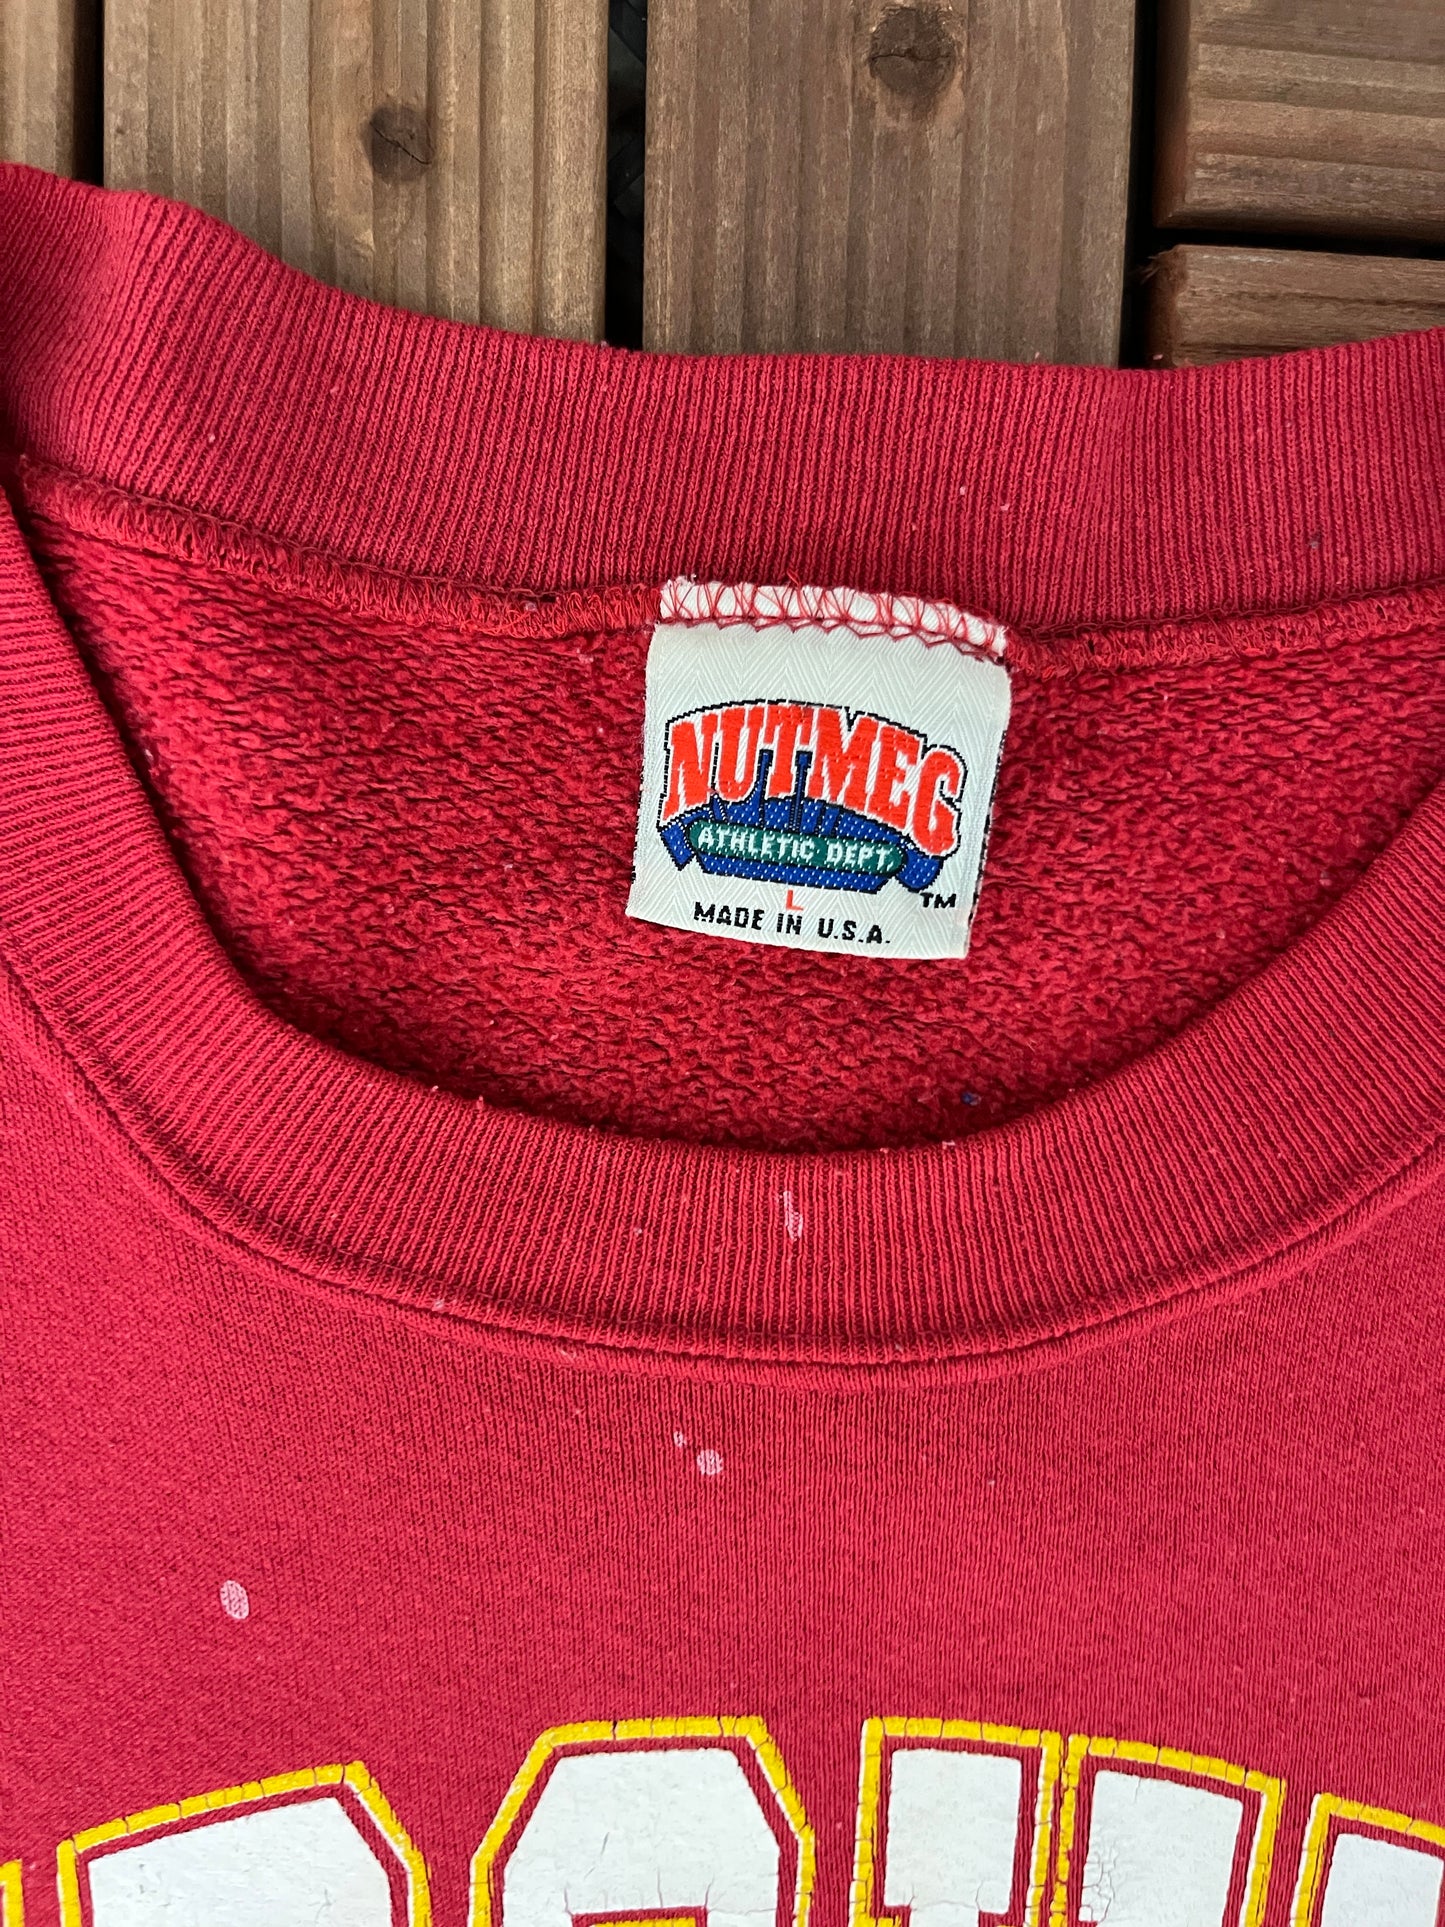 NUTMEG
ATHLETIC DEPT.
TM
L
MADE IN U.S.A.